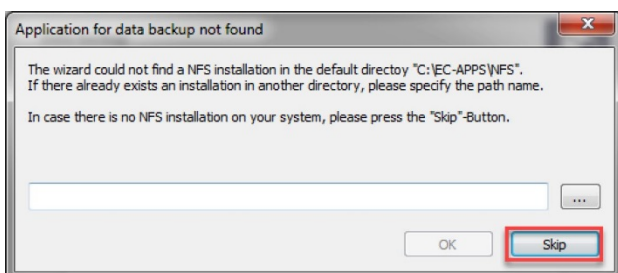 Application for data backup not found
The wizard could not find a NFS installation in the default directoy "C:\EC-APPS\NFS".
If there already exists an installation in another directory, please specify the path name.
In case there is no NFS installation on your system, please press the "Skip"-Button.
...
OK
Skip